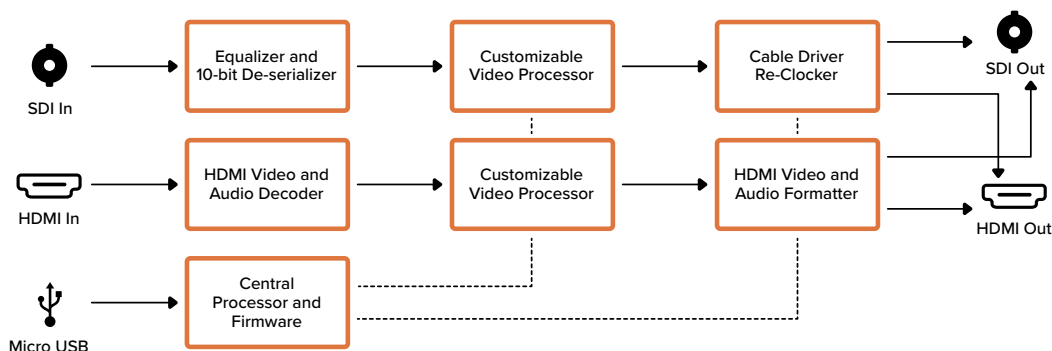 SDI In
Equalizer and
10-bit De-serializer
Customizable
Video Processor
Cable Driver
Re-Clocker
SDI Out
HDMI In
HDMI Video and
Audio Decoder
Customizable
Video Processor
HDMI Video and
Audio Formatter
HDMI Out
Micro USB
Central
Processor and
Firmware